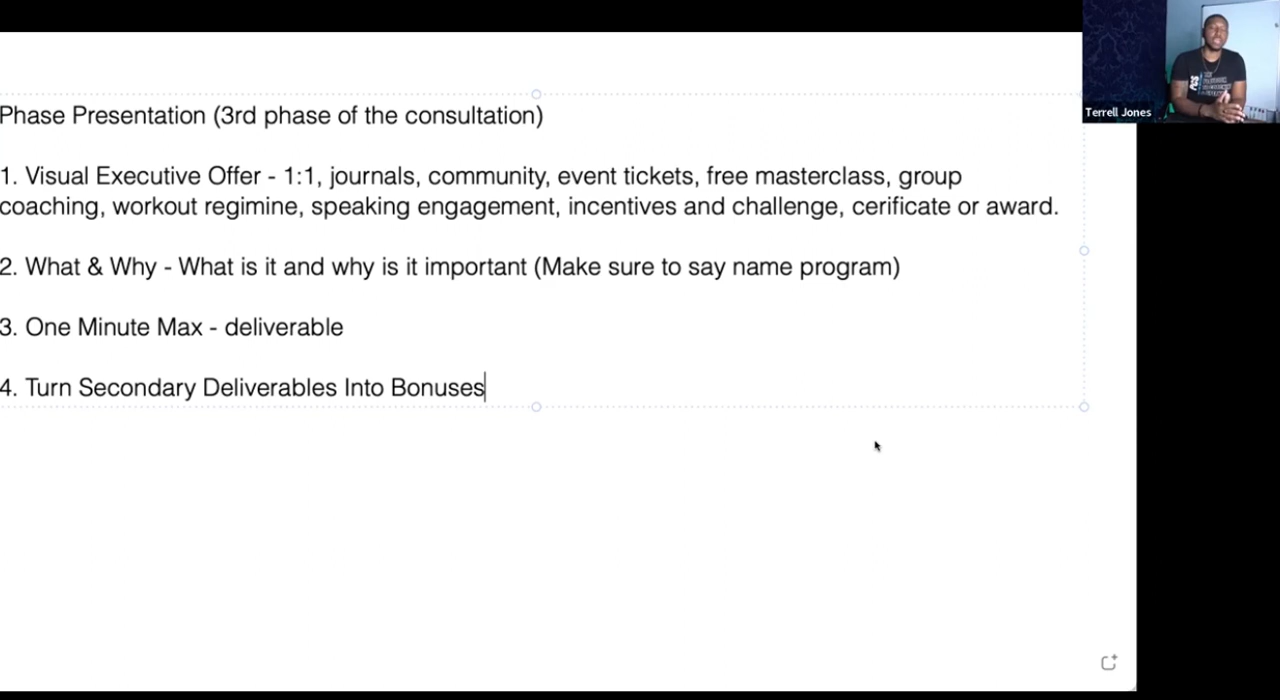 Phase Presentation (3rd phase of the consultation)
1. Visual Executive Offer - 1:1, journals, community, event tickets, free masterclass, group
coaching, workout regimine, speaking engagement, incentives and challenge, cerificate or award.
2. What & Why - What is it and why is it important (Make sure to say name program)
3. One Minute Max - deliverable
4. Turn Secondary Deliverables Into Bonuses
Terrell Jones